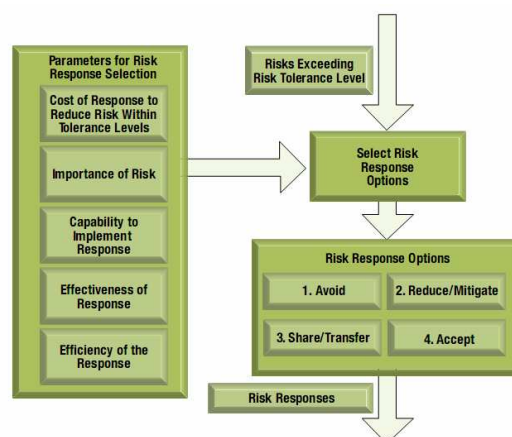 Parameters for Risk
Response Selection
Cost of Response to
Reduce Risk Within
Tolerance Levels
Importance of Risk
Capability to
Implement
Response
Effectiveness of
Response
Efficiency of the
Response
Risks Exceeding
Risk Tolerance Level
Select Risk
Response
Options
Risk Response Options
1. Avoid
2. Reduce/Mitigate
3. Share/Transfer
4. Accept
Risk Responses